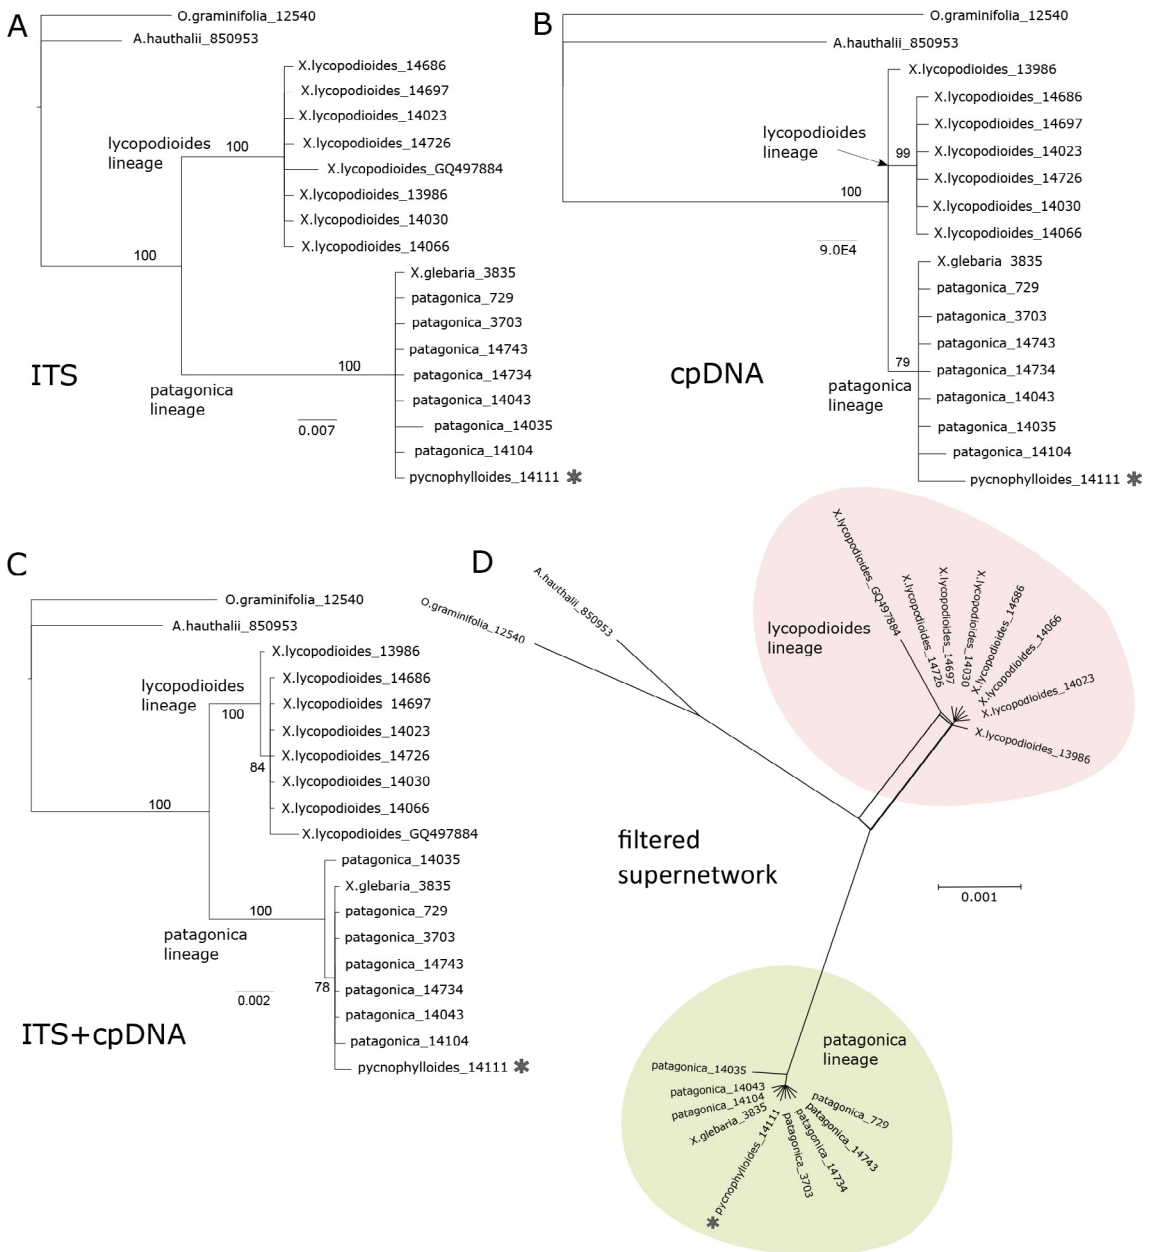 A
O.graminifolia_12540
A.hauthalii_850953
X.lycopodioides_14686
X.lycopodioides_14697
X.lycopodioides_14023
X.lycopodioides_14726
X.lycopodioides_GQ497884
X.lycopodioides_13986
X.lycopodioides_14030
X.lycopodioides_14066
lycopodioides
lineage
100
100
X.glebaria_3835
patagonica_729
patagonica_3703
patagonica_14743
patagonica_14734
patagonica_14043
patagonica_14035
patagonica_14104
pycnophylloides_14111 ✱
100
patagonica
lineage
ITS
0.007
B
O.graminifolia_12540
A.hauthalii_850953
X.lycopodioides_13986
X.lycopodioides_14686
X.lycopodioides_14697
X.lycopodioides_14023
X.lycopodioides_14726
X.lycopodioides_14030
X.lycopodioides_14066
lycopodioides
lineage
99
100
9.0E4
X.glebaria 3835
patagonica_729
patagonica_3703
patagonica_14743
patagonica_14734
patagonica_14043
patagonica_14035
patagonica_14104
pycnophylloides_14111 ✱
79
patagonica
lineage
cpDNA
C
O.graminifolia_12540
A.hauthalii_850953
X.lycopodioides_13986
X.lycopodioides_14686
X.lycopodioides 14697
X.lycopodioides_14023
X.lycopodioides_14726
X.lycopodioides_14030
X.lycopodioides_14066
X.lycopodioides_GQ497884
lycopodioides
lineage
100
84
100
patagonica_14035
X.glebaria_3835
patagonica_729
patagonica_3703
patagonica_14743
patagonica_14734
patagonica_14043
patagonica_14104
pycnophylloides_14111 ✱
100
patagonica
lineage
78
0.002
ITS+cpDNA
D
A.hauthalii_850953
O.graminifolia_12540
X.lycopodioides_GQ497884
X.lycopodioides_14726
X.lycopodioides_14697
X.lycopodioides_14030
X.lycopodioides_14686
X.lycopodioides_14066
X.lycopodioides_14023
X.lycopodioides_13986
lycopodioides
lineage
filtered
supernetwork
0.001
patagonica
lineage
patagonica_14035
patagonica_14043
patagonica_14104
X.glebaria_3835
✱ pycnophylloides_14111
patagonica_3703
patagonica_14734
patagonica_14743
patagonica_729